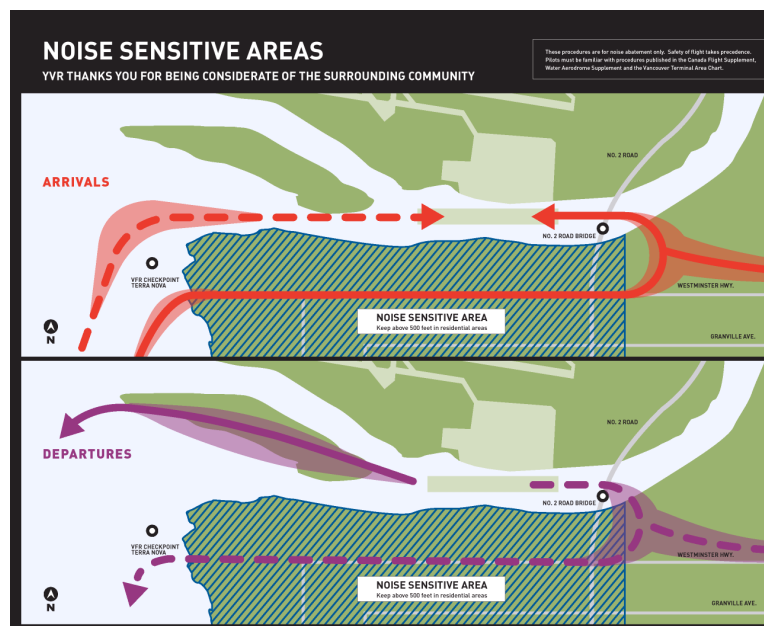 NOISE SENSITIVE AREAS
YVR THANKS YOU FOR BEING CONSIDERATE OF THE SURROUNDING COMMUNITY
These procedures are for noise abatement only. Safety of flight takes precedence.
Pilots must be familiar with procedures published in the Canada Flight Supplement,
Water Aerodrome Supplement and the Vancouver Terminal Area Chart.
NO. 2 ROAD
ARRIVALS
NO. 2 ROAD BRIDGE
VFR CHECKPOINT
TERRA NOVA
WESTMINSTER HWY.
NOISE SENSITIVE AREA
Keep above 500 feet in residential areas
N
GRANVILLE AVE.
NO. 2 ROAD
DEPARTURES
NO. 2 ROAD BRIDGE
VFR CHECKPOINT
TERRA NOVA
WESTMINSTER HWY.
NOISE SENSITIVE AREA
Keep above 500 feet in residential areas
N
GRANVILLE AVE.